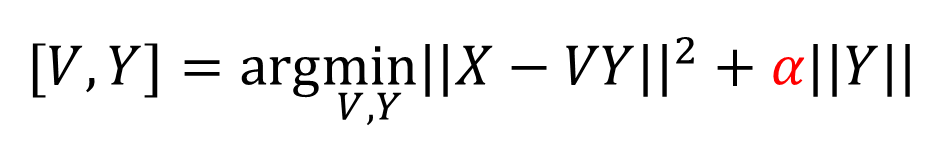 [V, Y] = argmin||X − VY||² + α||Y||
V,Y